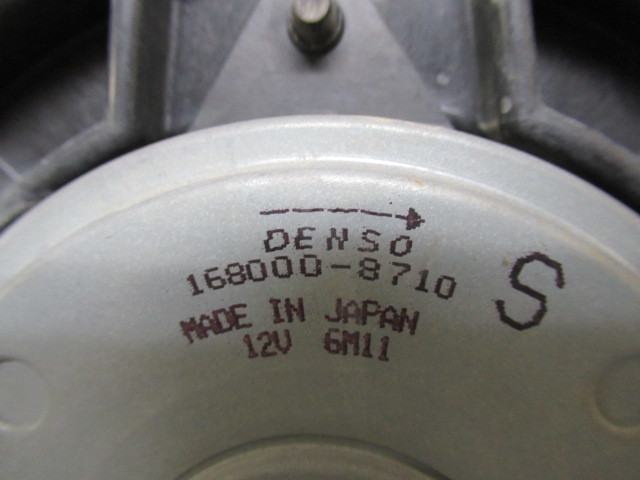 DENSO
168000-8710
MADE IN JAPAN
12V 6M11
S